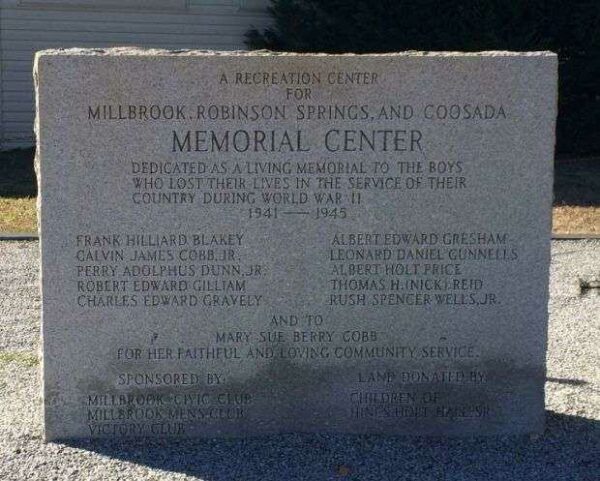 A RECREATION CENTER
FOR
MILLBROOK, ROBINSON SPRINGS, AND COOSADA
MEMORIAL CENTER
DEDICATED AS A LIVING MEMORIAL TO THE BOYS
WHO LOST THEIR LIVES IN THE SERVICE OF THEIR
COUNTRY DURING WORLD WAR II
1941 — 1945
FRANK HILLIARD BLAKEY
CALVIN JAMES COBB, JR.
PERRY ADOLPHUS DUNN, JR.
ROBERT EDWARD GILLIAM
CHARLES EDWARD GRAVELY
ALBERT EDWARD GRESHAM
LEONARD DANIEL GUNNELLS
ALBERT HOLT PRICE
THOMAS H. (NICK) REID
RUSH SPENCER WELLS, JR.
AND TO
MARY SUE BERRY COBB
FOR HER FAITHFUL AND LOVING COMMUNITY SERVICE.
SPONSORED BY:
MILLBROOK CIVIC CLUB
MILLBROOK MENS CLUB
VICTORY CLUB
LAND DONATED BY
CHILDREN OF
HINES HOLT HALL, SR.